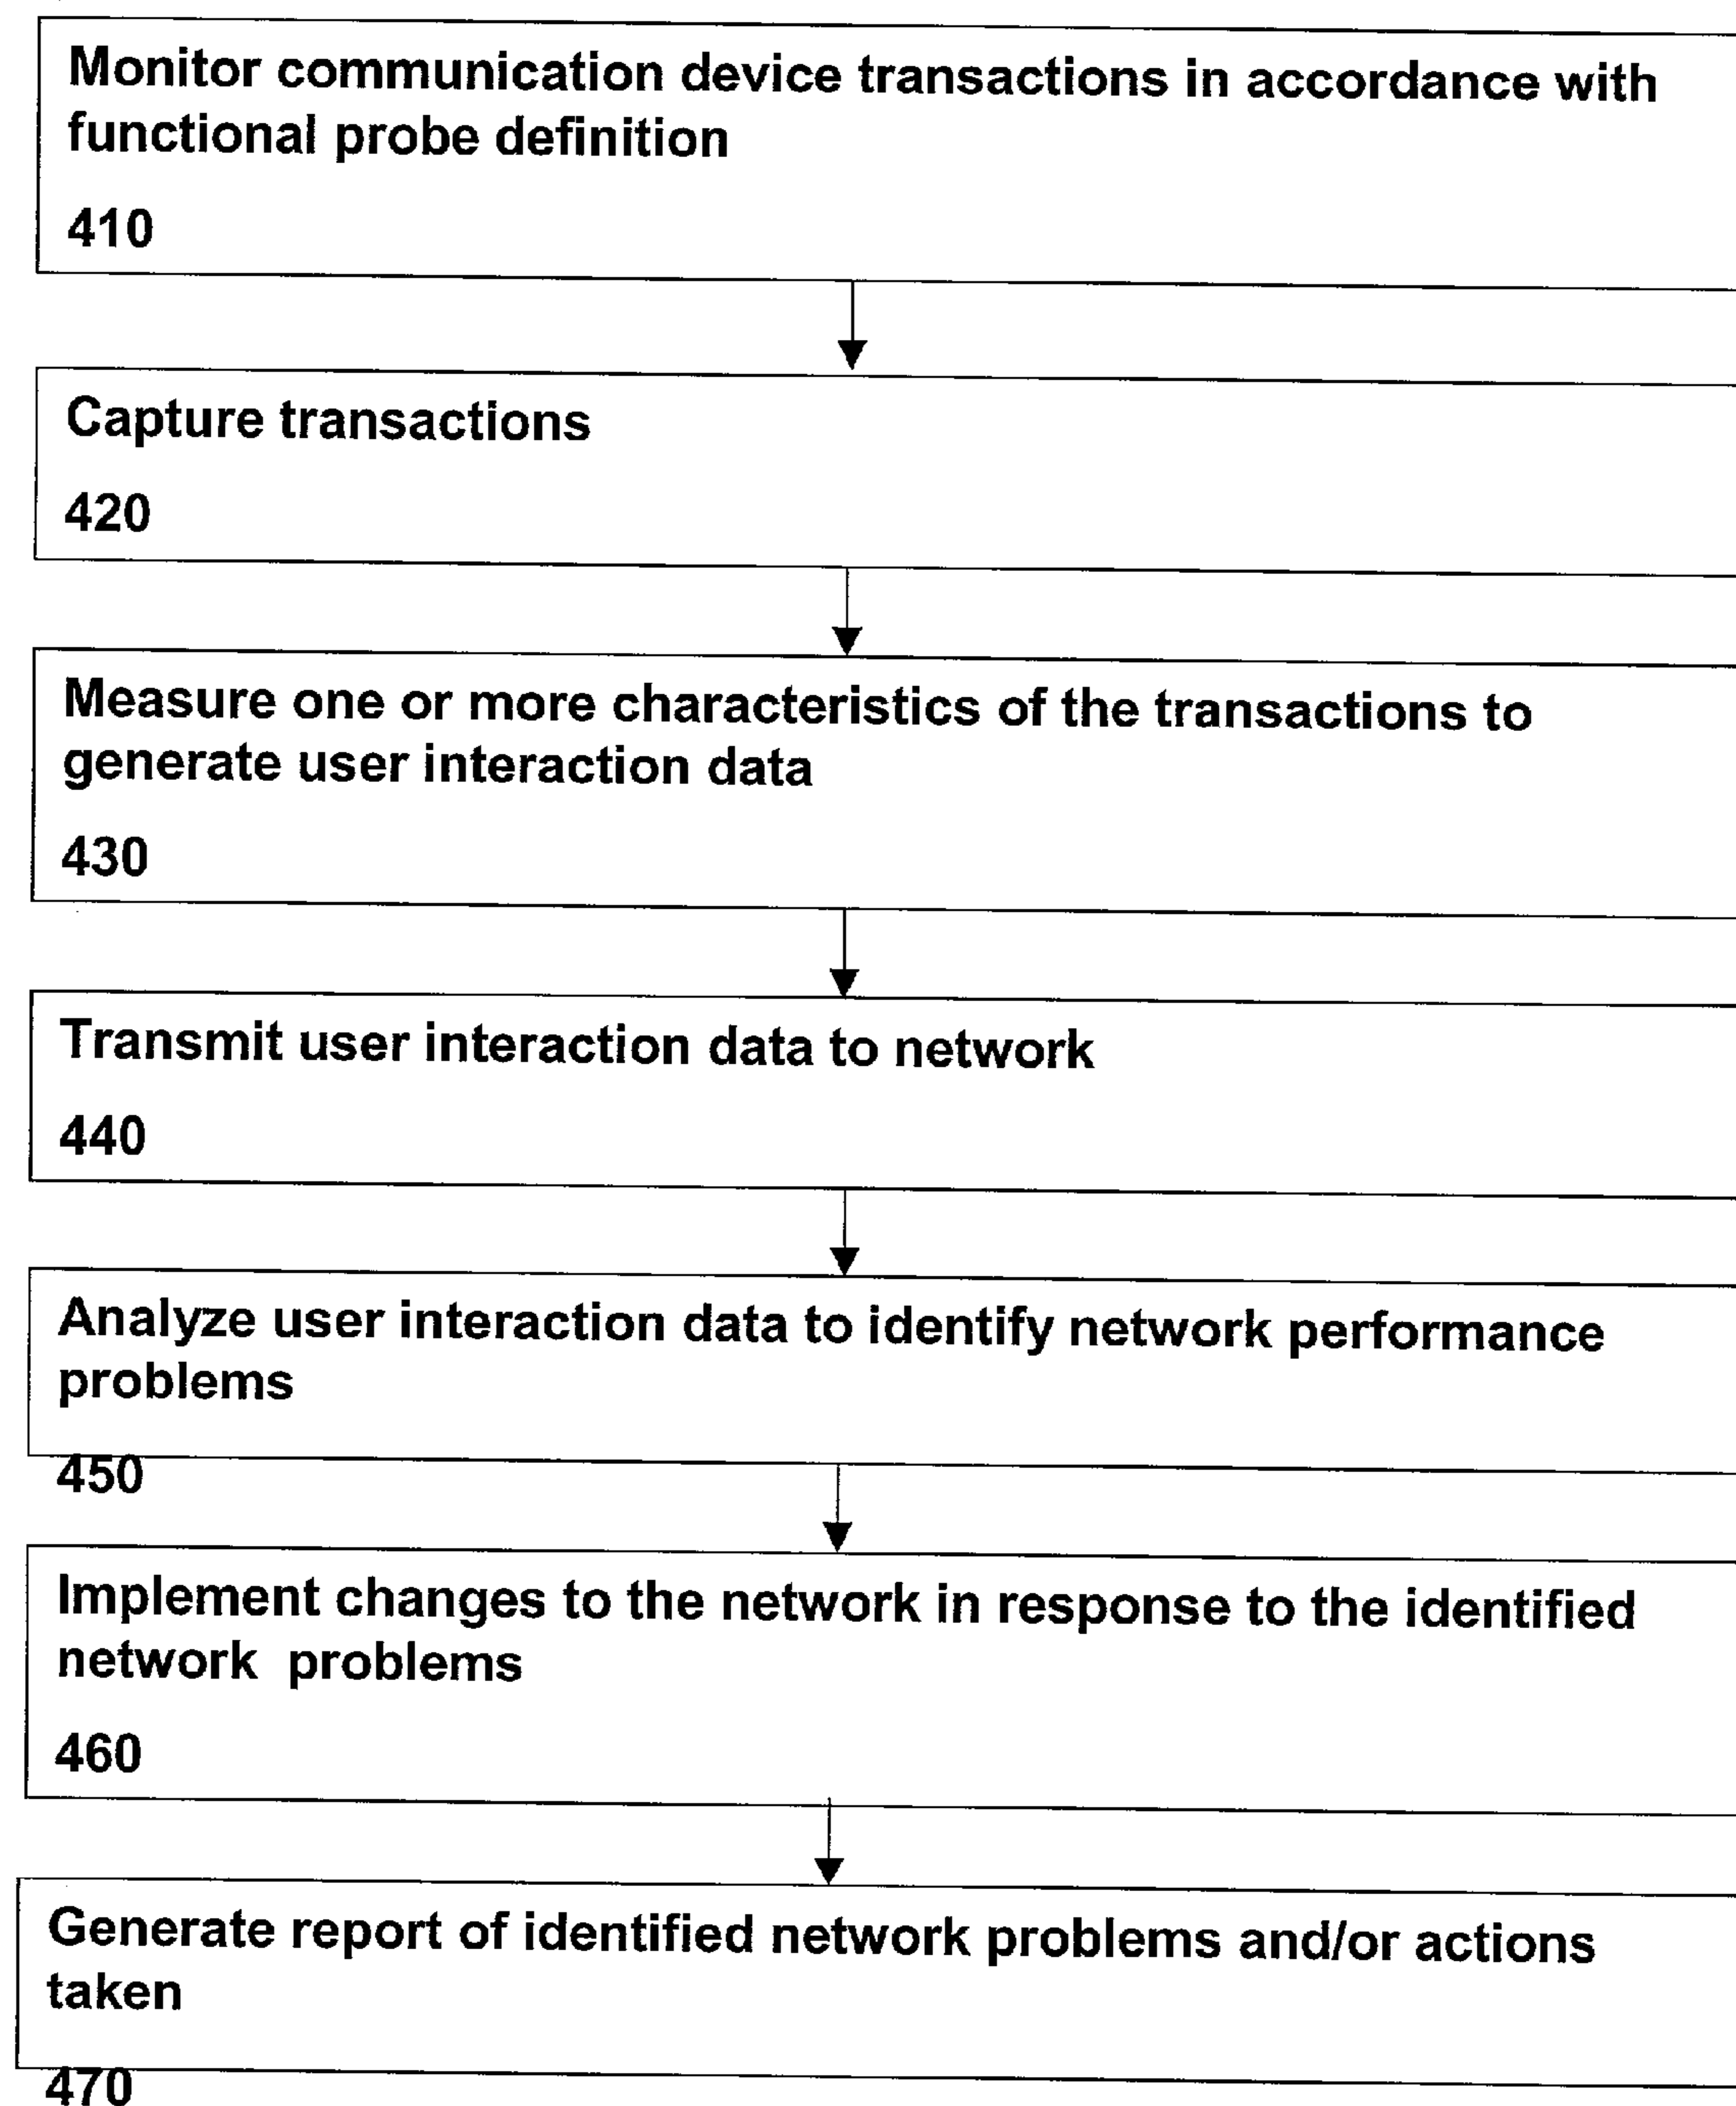 Monitor communication device transactions in accordance with
functional probe definition
410
Capture transactions
420
Measure one or more characteristics of the transactions to
generate user interaction data
430
Transmit user interaction data to network
440
Analyze user interaction data to identify network performance
problems
450
Implement changes to the network in response to the identified
network problems
460
Generate report of identified network problems and/or actions
taken
470